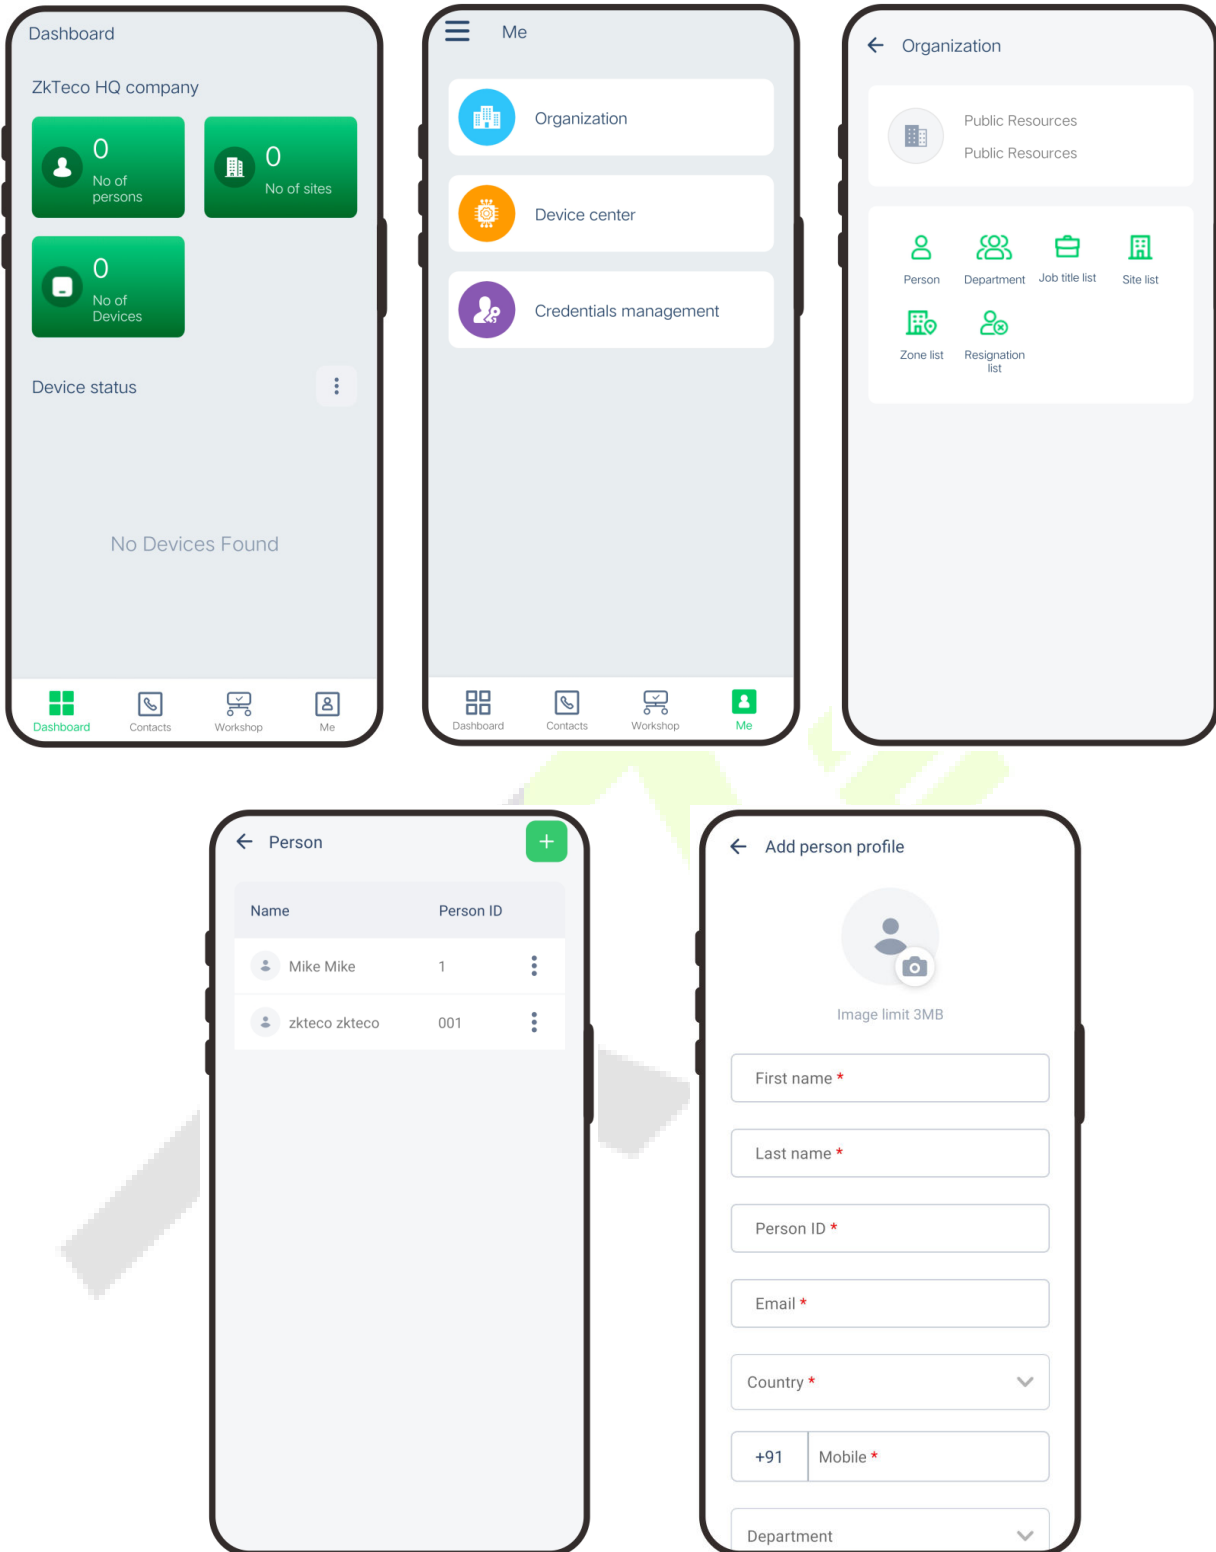 Dashboard
ZkTeco HQ company
0
No of
persons
0
No of sites
0
No of
Devices
Device status
No Devices Found
Dashboard
Contacts
Workshop
Me
Me
Organization
Device center
Credentials management
Dashboard
Contacts
Workshop
Me
Organization
Public Resources
Public Resources
Person
Department
Job title list
Site list
Zone list
Resignation
list
Person
Name Person ID
Mike Mike 1
zkteco zkteco 001
Add person profile
Image limit 3MB
First name *
Last name *
Person ID *
Email *
Country *
+91 Mobile *
Department